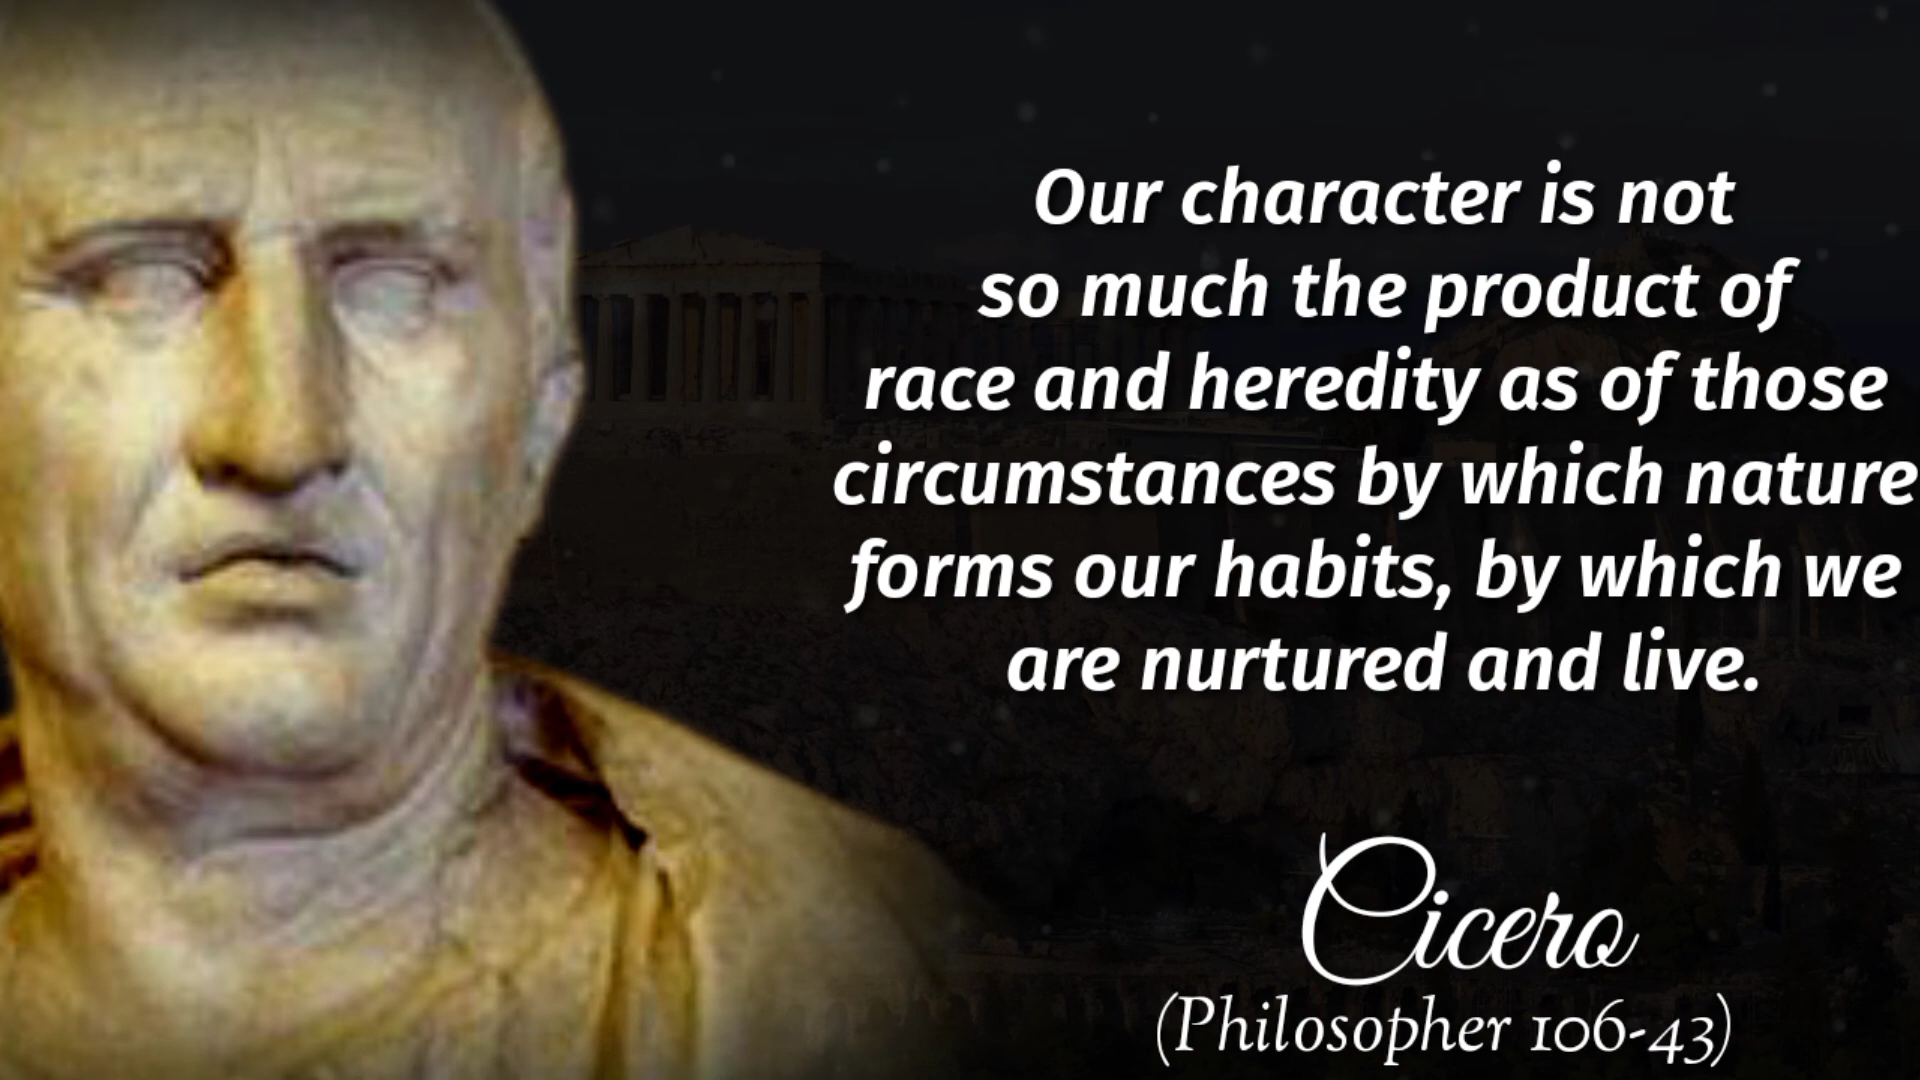 Our character is not
so much the product of
race and heredity as of those
circumstances by which nature
forms our habits, by which we
are nurtured and live.
Cicero
(Philosopher 106-43)